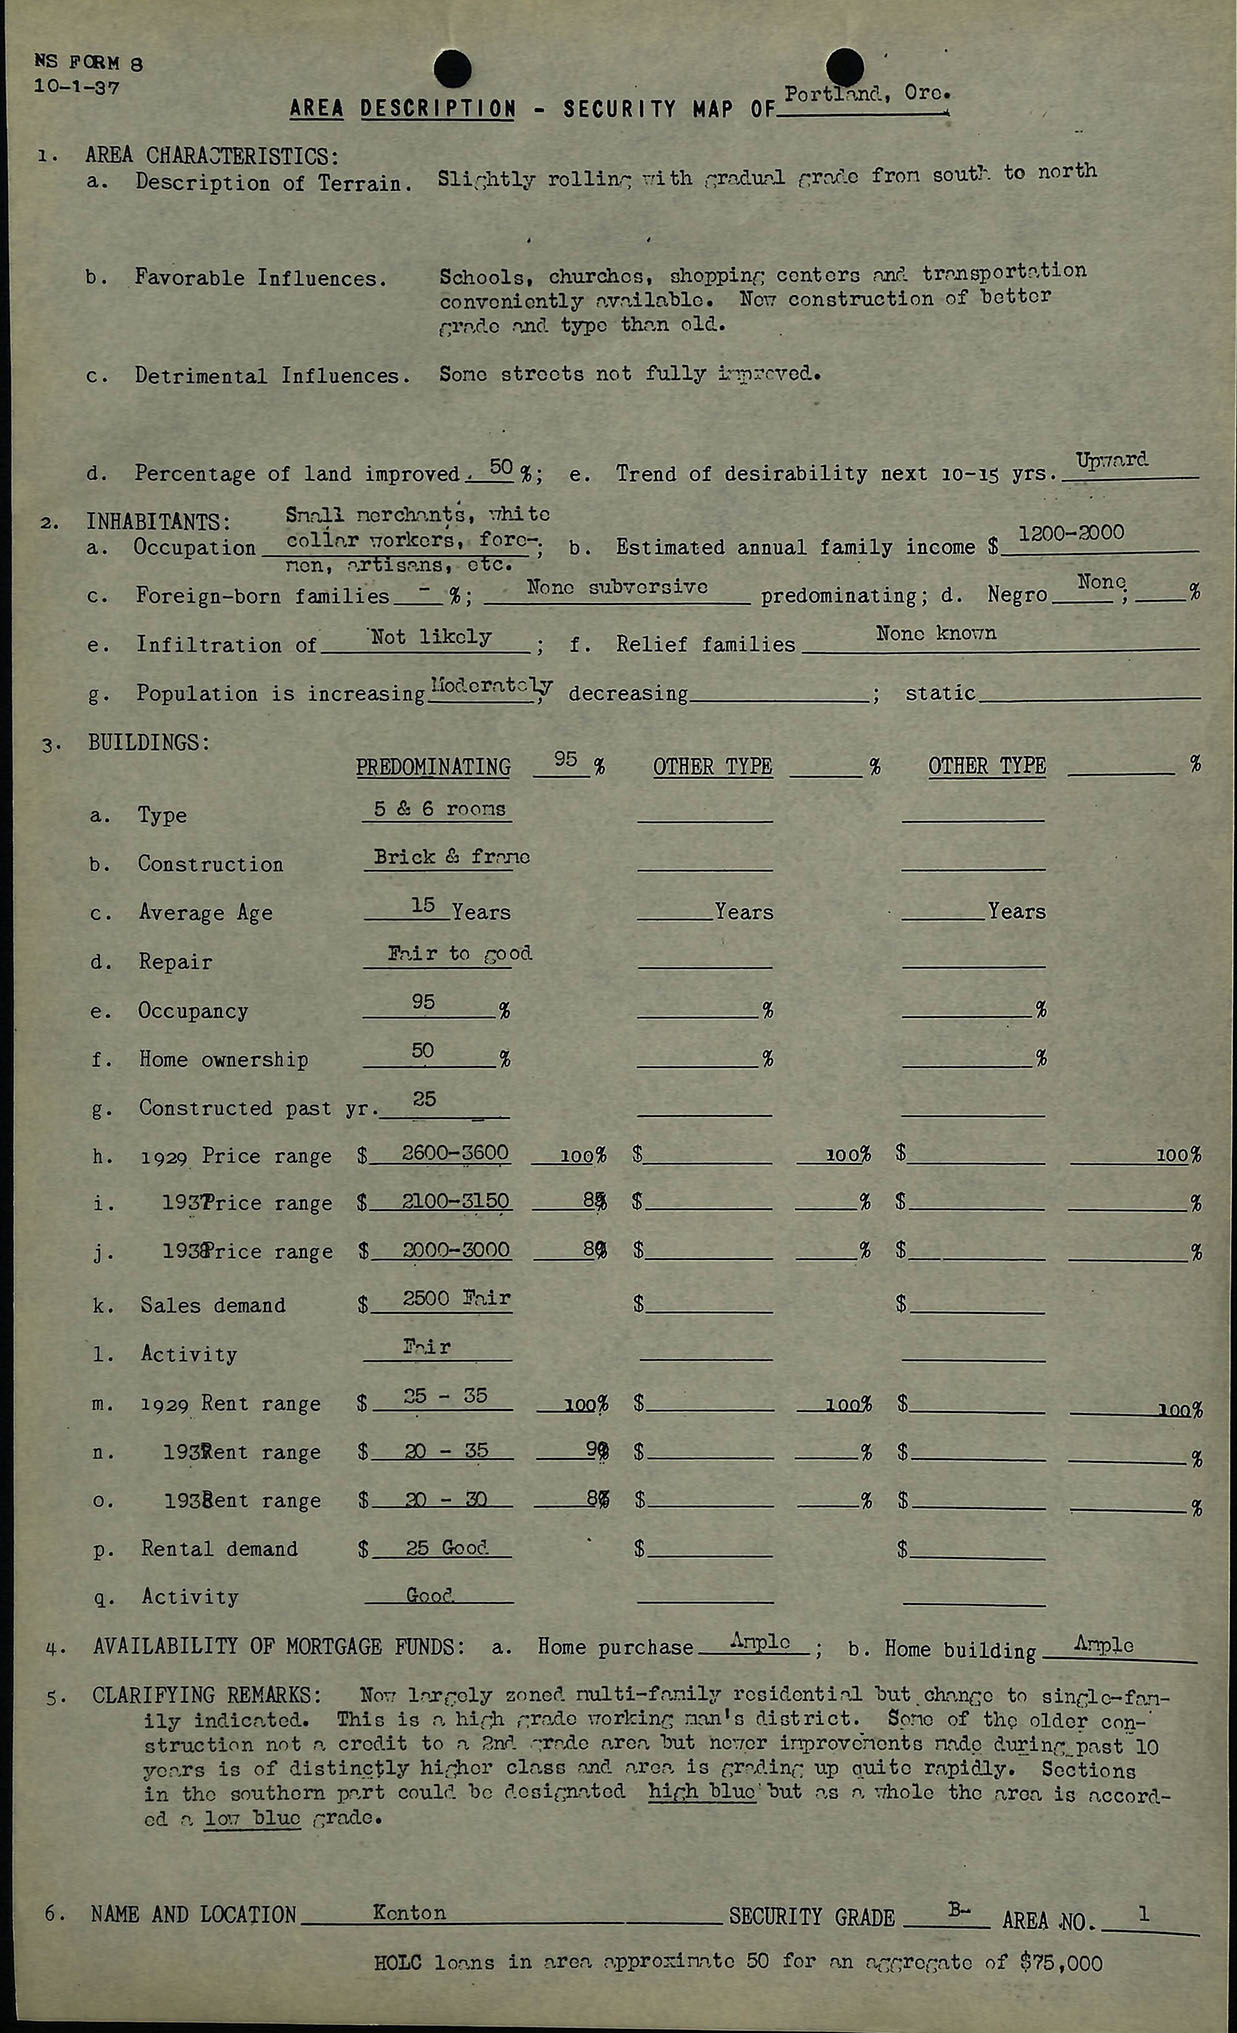 NS FORM 8
10-1-37
AREA DESCRIPTION - SECURITY MAP OF Portland, Ore.
1. AREA CHARACTERISTICS:
a. Description of Terrain. Slightly rolling with gradual grade from south to north
b. Favorable Influences. Schools, churches, shopping centers and transportation
conveniently available. New construction of better
grade and type than old.
c. Detrimental Influences. Some streets not fully improved.
d. Percentage of land improved 50 %; e. Trend of desirability next 10-15 yrs. Upward
2. INHABITANTS: Small merchants, white
a. Occupation collar workers, fore-; b. Estimated annual family income $ 1200-2000
men, artisans, etc.
c. Foreign-born families - %; None subversive predominating; d. Negro None; %
e. Infiltration of Not likely ; f. Relief families None known
g. Population is increasing Moderately; decreasing ; static
3. BUILDINGS:
PREDOMINATING 95 % OTHER TYPE % OTHER TYPE %
a. Type 5 & 6 rooms
b. Construction Brick & frame
c. Average Age 15 Years Years Years
d. Repair Fair to good
e. Occupancy 95 % % %
f. Home ownership 50 % % %
g. Constructed past yr. 25
h. 1929 Price range $ 2600-3600 100% $ 100% $ 100%
i. 1937 Price range $ 2100-3150 % $ % $ %
j. 1938 Price range $ 2000-3000 % $ % $ %
k. Sales demand $ 2500 Fair $ $
l. Activity Fair
m. 1929 Rent range $ 25 - 35 100% $ 100% $ 100%
n. Rent range $ 20 - 35 % $ % $ %
o. 1938 Rent range $ 20 - 30 % $ % $ %
p. Rental demand $ 25 Good $ $
q. Activity Good
4. AVAILABILITY OF MORTGAGE FUNDS: a. Home purchase Ample ; b. Home building Ample
5. CLARIFYING REMARKS: Now largely zoned multi-family residential but change to single-fam-
ily indicated. This is a high grade working man's district. Some of the older con-
struction not a credit to a 2nd grade area but newer improvements made during past 10
years is of distinctly higher class and area is grading up quite rapidly. Sections
in the southern part could be designated high blue but as a whole the area is accord-
ed a low blue grade.
6. NAME AND LOCATION Kenton SECURITY GRADE B- AREA NO. 1
HOLC loans in area approximate 50 for an aggregate of $75,000